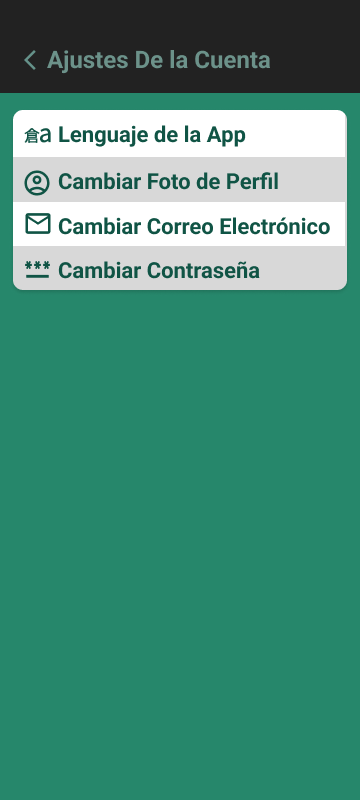 Ajustes De la Cuenta
Lenguaje de la App
Cambiar Foto de Perfil
Cambiar Correo Electrónico
Cambiar Contraseña